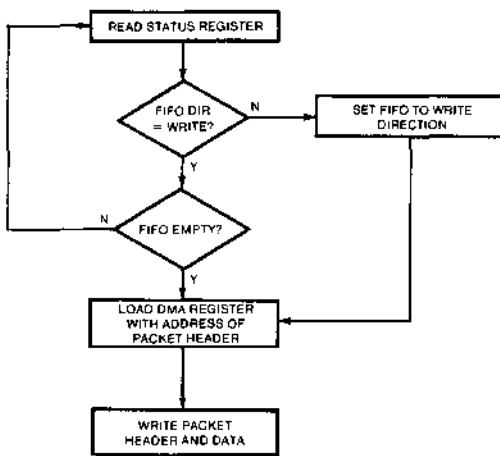 READ STATUS REGISTER
FIFO DIR
= WRITE?
N
SET FIFO TO WRITE
DIRECTION
Y
FIFO EMPTY?
N
Y
LOAD DMA REGISTER
WITH ADDRESS OF
PACKET HEADER
WRITE PACKET
HEADER AND DATA